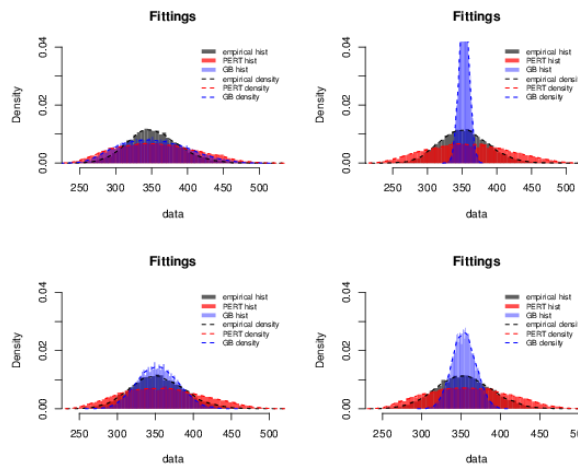 Fittings
Density
0.04
0.02
0.00
empirical hist
PERT hist
GB hist
empirical density
PERT density
GB density
250 300 350 400 450 500
data
Fittings
Density
0.04
0.02
0.00
empirical hist
PERT hist
GB hist
empirical densi
PERT density
GB density
250 300 350 400 450 500
data
Fittings
Density
0.04
0.02
0.00
empirical hist
PERT hist
GB hist
empirical density
PERT density
GB density
250 300 350 400 450 500
data
Fittings
Density
0.04
0.02
0.00
empirical hist
PERT hist
GB hist
empirical densi
PERT density
GB density
250 300 350 400 450
data